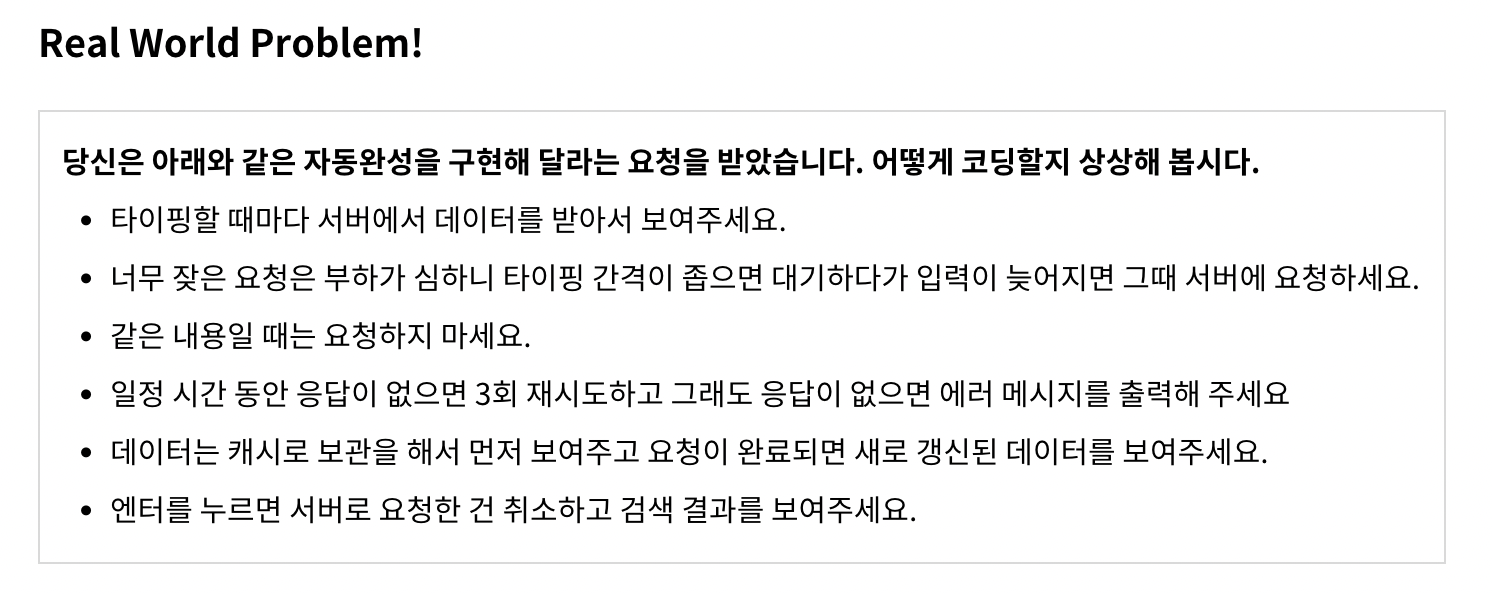 Real World Problem!
당신은 아래와 같은 자동완성을 구현해 달라는 요청을 받았습니다. 어떻게 코딩할지 상상해 봅시다.
• 타이핑할 때마다 서버에서 데이터를 받아서 보여주세요.
• 너무 잦은 요청은 부하가 심하니 타이핑 간격이 좁으면 대기하다가 입력이 늦어지면 그때 서버에 요청하세요.
• 같은 내용일 때는 요청하지 마세요.
• 일정 시간 동안 응답이 없으면 3회 재시도하고 그래도 응답이 없으면 에러 메시지를 출력해 주세요
• 데이터는 캐시로 보관을 해서 먼저 보여주고 요청이 완료되면 새로 갱신된 데이터를 보여주세요.
• 엔터를 누르면 서버로 요청한 건 취소하고 검색 결과를 보여주세요.